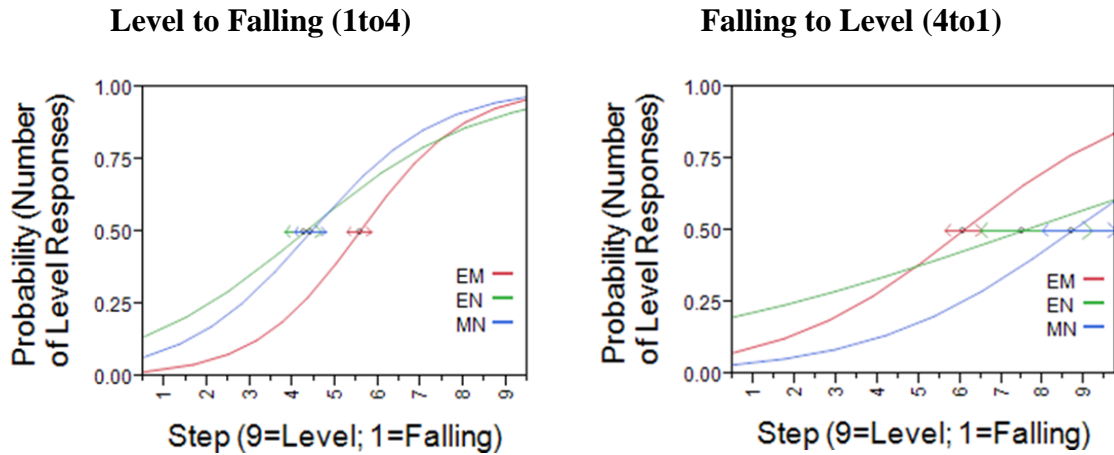 Level to Falling (1to4)
Probability (Number
of Level Responses)
1.00
0.75
0.50
0.25
0.00
EM
EN
MN
1 2 3 4 5 6 7 8 9
Step (9=Level; 1=Falling)
Falling to Level (4to1)
Probability (Number
of Level Responses)
1.00
0.75
0.50
0.25
0.00
EM
EN
MN
1 2 3 4 5 6 7 8 9
Step (9=Level; 1=Falling)